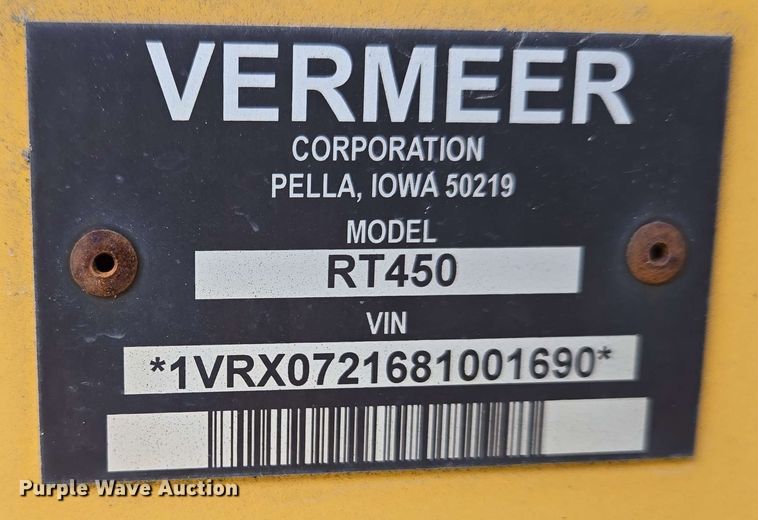 VERMEER
CORPORATION
PELLA, IOWA 50219
MODEL
RT450
VIN
*1VRX0721681001690*
Purple Wave Auction